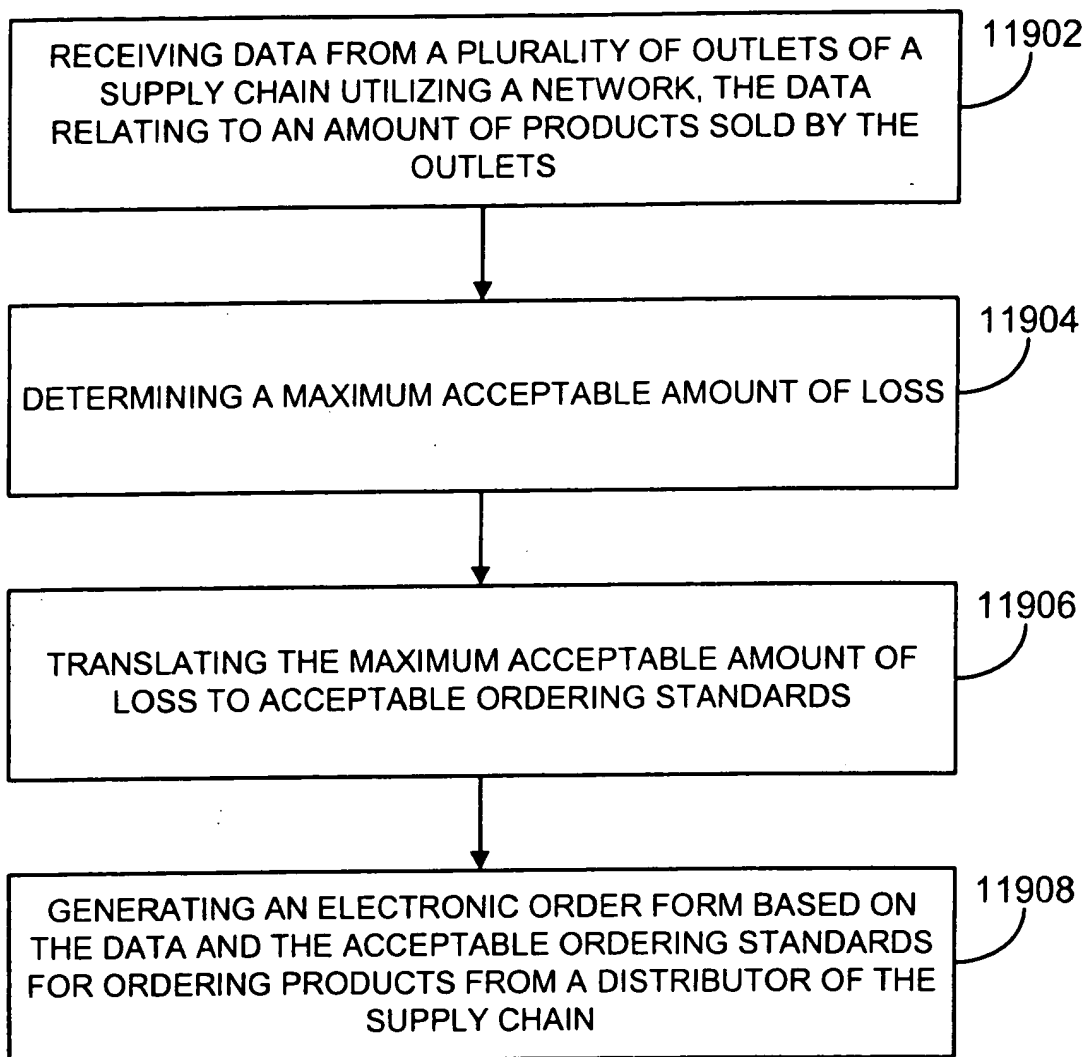 11902
RECEIVING DATA FROM A PLURALITY OF OUTLETS OF A
SUPPLY CHAIN UTILIZING A NETWORK, THE DATA
RELATING TO AN AMOUNT OF PRODUCTS SOLD BY THE
OUTLETS
11904
DETERMINING A MAXIMUM ACCEPTABLE AMOUNT OF LOSS
11906
TRANSLATING THE MAXIMUM ACCEPTABLE AMOUNT OF
LOSS TO ACCEPTABLE ORDERING STANDARDS
11908
GENERATING AN ELECTRONIC ORDER FORM BASED ON
THE DATA AND THE ACCEPTABLE ORDERING STANDARDS
FOR ORDERING PRODUCTS FROM A DISTRIBUTOR OF THE
SUPPLY CHAIN